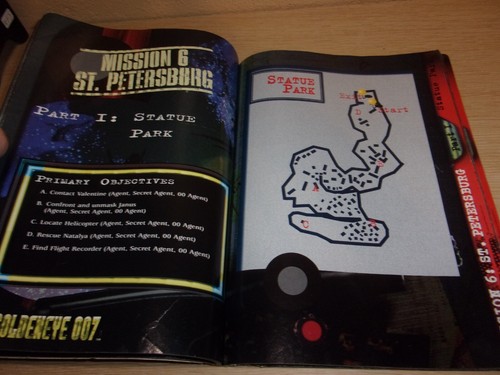 MISSION 6
ST. PETERSBURG
PART I: STATUE
PARK
PRIMARY OBJECTIVES
A. Contact Valentine (Agent, Secret Agent, 00 Agent)
B. Confront and unmask Janus
(Agent, Secret Agent, 00 Agent)
C. Locate Helicopter (Agent, Secret Agent, 00 Agent)
D. Rescue Natalya (Agent, Secret Agent, 00 Agent)
E. Find Flight Recorder (Agent, Secret Agent, 00 Agent)
GOLDENEYE 007
STATUE
PARK
Start
Part I
SION 6: ST. PETERSBURG